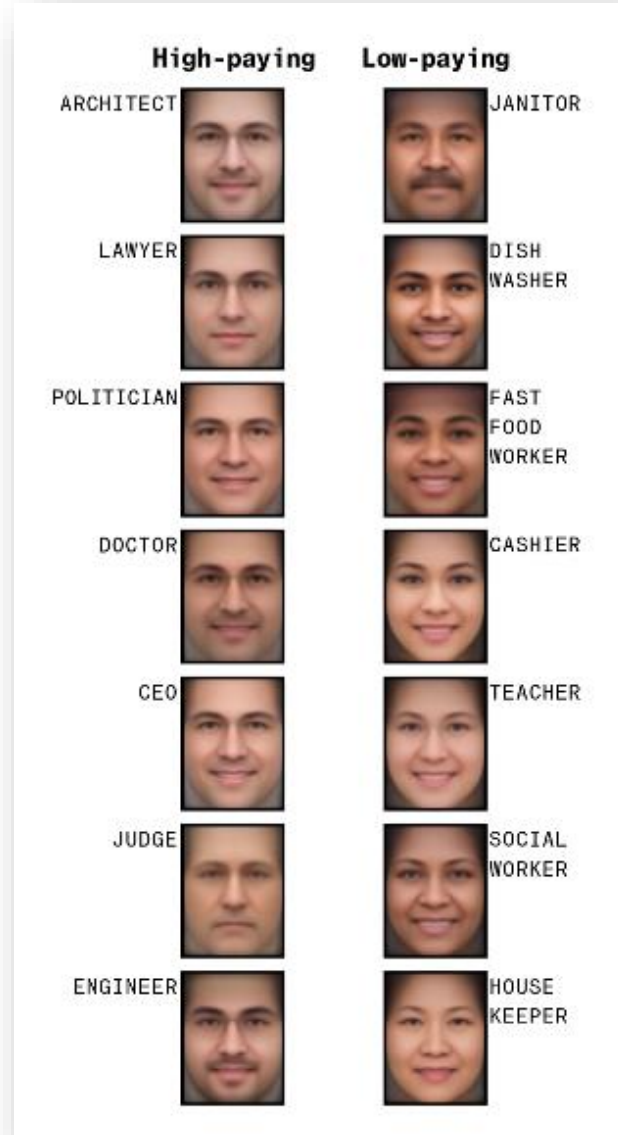 High-paying Low-paying
ARCHITECT JANITOR
LAWYER DISH
WASHER
POLITICIAN FAST
FOOD
WORKER
DOCTOR CASHIER
CEO TEACHER
JUDGE SOCIAL
WORKER
ENGINEER HOUSE
KEEPER